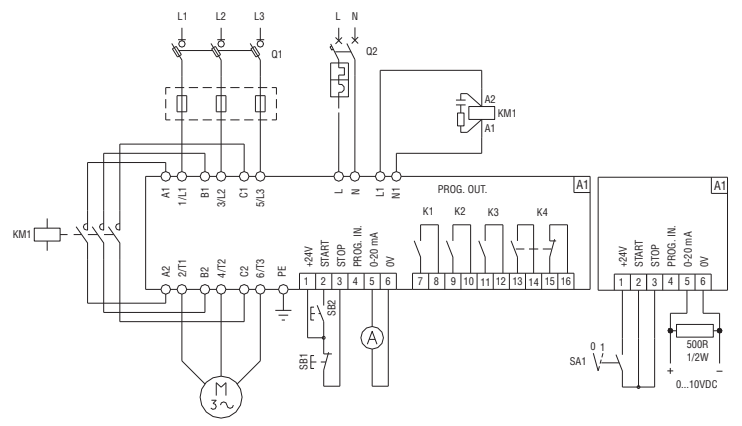 L1 L2 L3 L N
Q1 Q2
A2
KM1
A1
A1 1/L1 B1 3/L2 C1 5/L3 L N L1 N1
PROG. OUT. A1 A1
K1 K2 K3 K4
KM1
+24V START STOP PROG. IN. 0-20 mA 0V
+24V START STOP PROG. IN. 0-20 mA 0V
A2 2/T1 B2 4/T2 C2 6/T3 PE
1 2 3 4 5 6 7 8 9 10 11 12 13 14 15 16
1 2 3 4 5 6
SB2
A
SB1
500R
1/2W
SA1 0 1
+ –
0...10VDC
M
3~